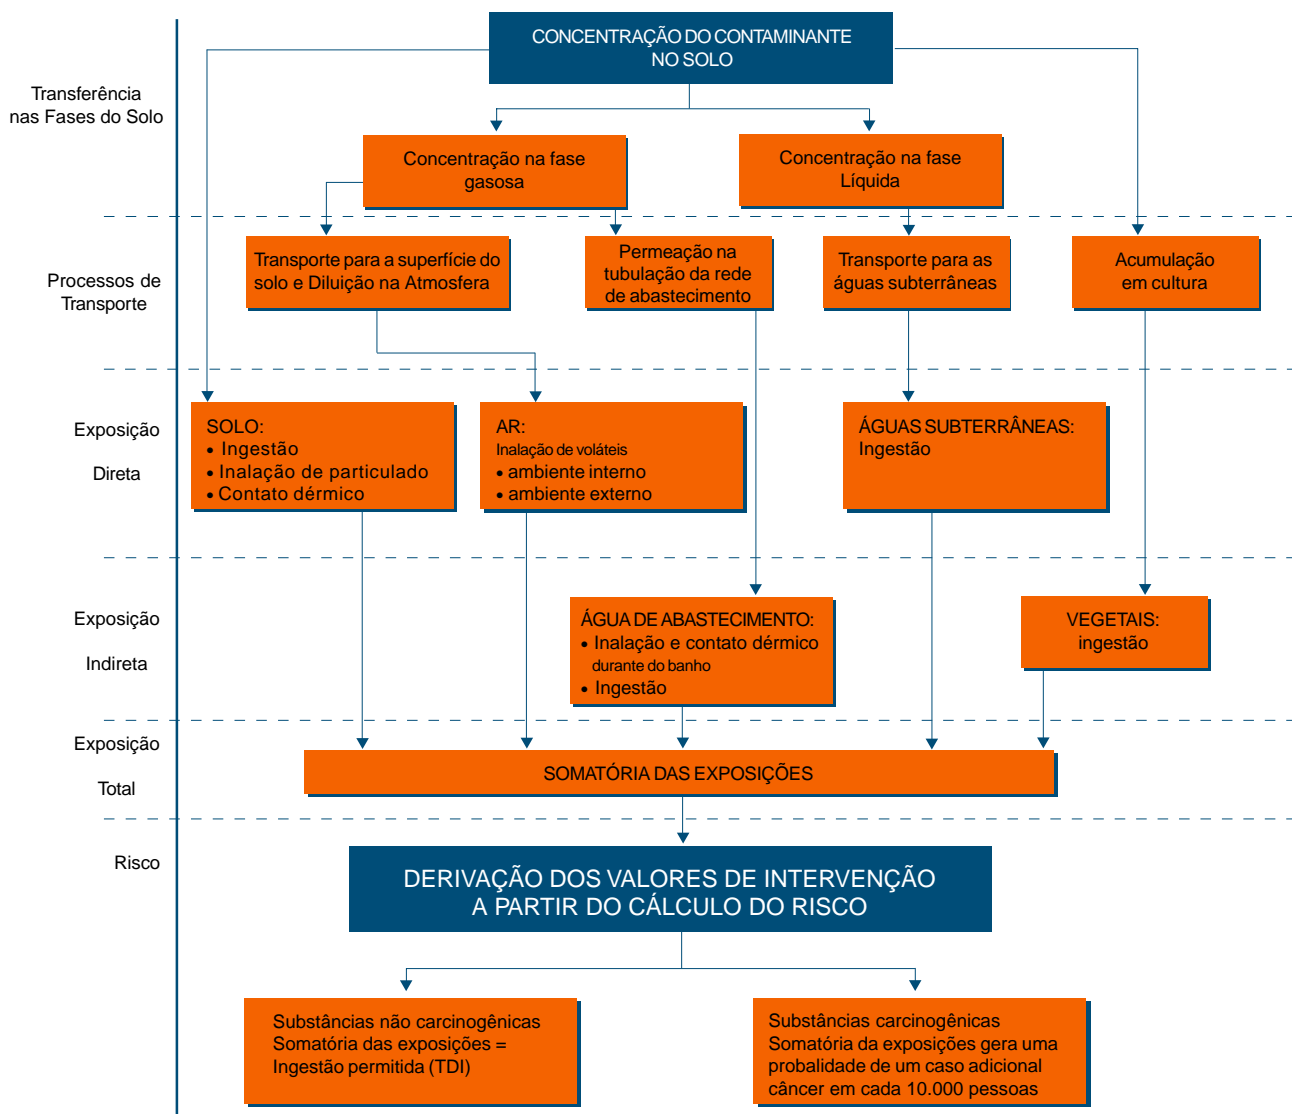 CONCENTRAÇÃO DO CONTAMINANTE
NO SOLO
Transferência
nas Fases do Solo
Concentração na fase
gasosa
Concentração na fase
Líquida
Processos de
Transporte
Transporte para a superfície do
solo e Diluição na Atmosfera
Permeação na
tubulação da rede
de abastecimento
Transporte para as
águas subterrâneas
Acumulação
em cultura
Exposição
Direta
SOLO:
• Ingestão
• Inalação de particulado
• Contato dérmico
AR:
Inalação de voláteis
• ambiente interno
• ambiente externo
ÁGUAS SUBTERRÂNEAS:
Ingestão
Exposição
Indireta
ÁGUA DE ABASTECIMENTO:
• Inalação e contato dérmico
durante do banho
• Ingestão
VEGETAIS:
ingestão
Exposição
Total
SOMATÓRIA DAS EXPOSIÇÕES
Risco
DERIVAÇÃO DOS VALORES DE INTERVENÇÃO
A PARTIR DO CÁLCULO DO RISCO
Substâncias não carcinogênicas
Somatória das exposições =
Ingestão permitida (TDI)
Substâncias carcinogênicas
Somatória da exposições gera uma
probalidade de um caso adicional
câncer em cada 10.000 pessoas